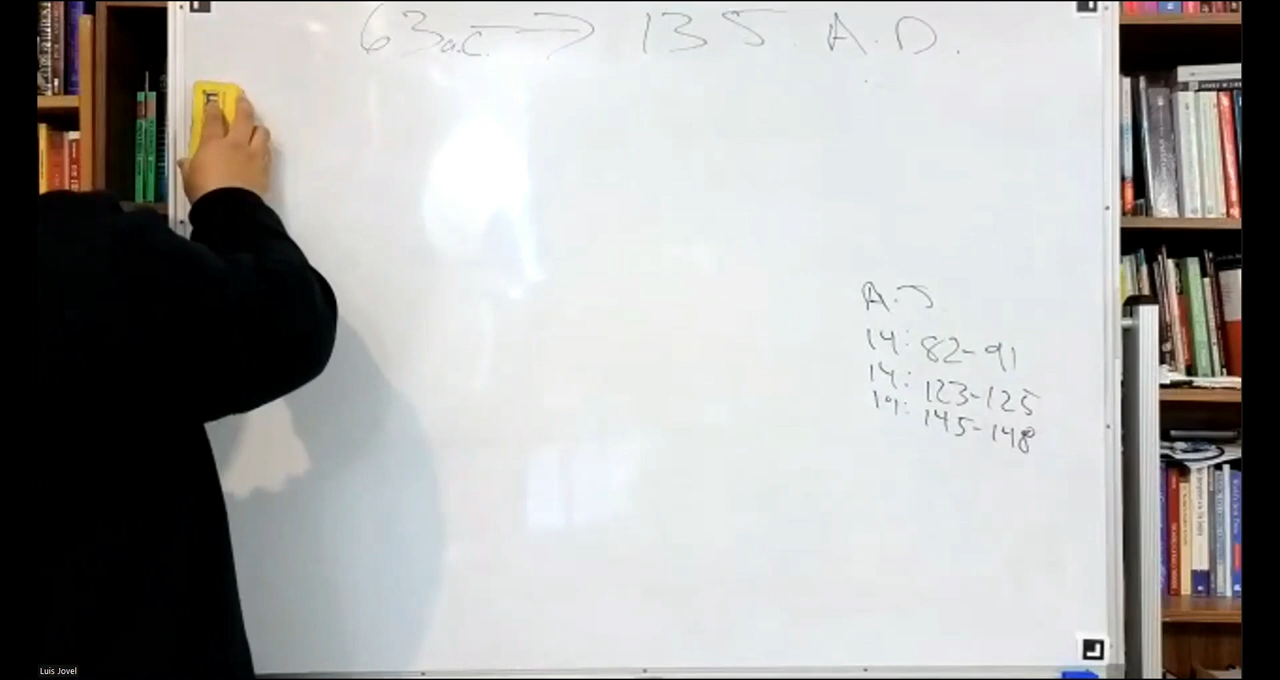 63 a.c. → 135 A.D.
A.J
14: 82-91
14: 123-125
14: 145-148
Luis Jovel